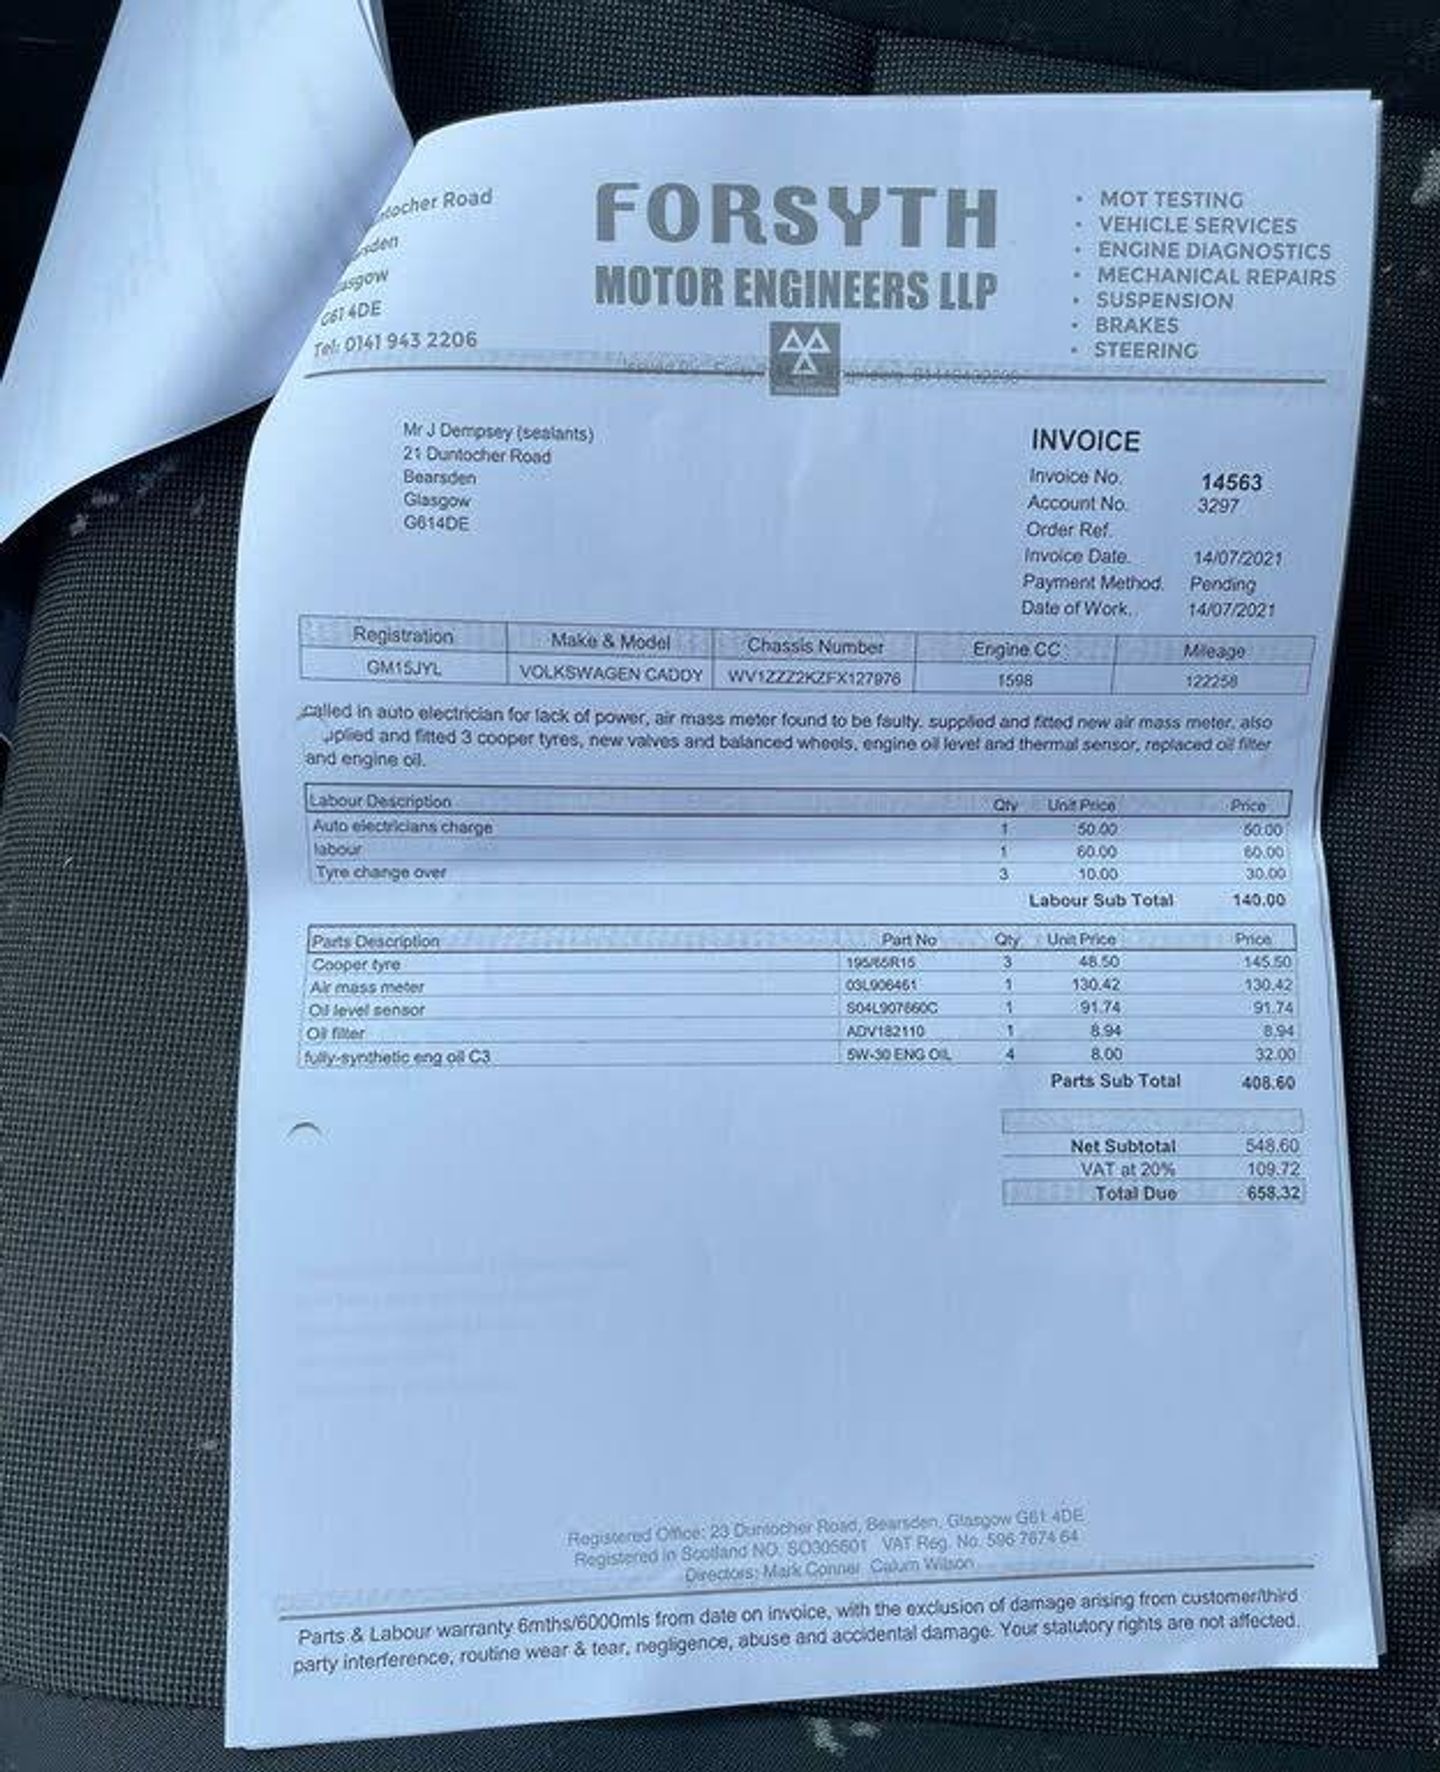 ntocher Road
sden
asgow
G61 4DE
Tel: 0141 943 2206
FORSYTH
MOTOR ENGINEERS LLP
• MOT TESTING
• VEHICLE SERVICES
• ENGINE DIAGNOSTICS
• MECHANICAL REPAIRS
• SUSPENSION
• BRAKES
• STEERING
Mr J Dempsey (sealants)
21 Duntocher Road
Bearsden
Glasgow
G614DE
INVOICE
Invoice No. 14563
Account No. 3297
Order Ref.
Invoice Date. 14/07/2021
Payment Method. Pending
Date of Work.. 14/07/2021
Registration Make & Model Chassis Number Engine CC Mileage
GM15JYL VOLKSWAGEN CADDY WV1ZZZ2KZFX127976 1598 122258
called in auto electrician for lack of power, air mass meter found to be faulty. supplied and fitted new air mass meter, also
upplied and fitted 3 cooper tyres, new valves and balanced wheels, engine oil level and thermal sensor, replaced oil filter
and engine oil.
Labour Description Qty Unit Price Price
Auto electricians charge 1 50.00 50.00
labour 1 60.00 60.00
Tyre change over 3 10.00 30.00
Labour Sub Total 140.00
Parts Description Part No Qty Unit Price Price
Cooper tyre 195/65R15 3 48.50 145.50
Air mass meter 03L906461 1 130.42 130.42
Oil level sensor S04L907660C 1 91.74 91.74
Oil filter ADV182110 1 8.94 8.94
fully-synthetic eng oil C3 5W-30 ENG OIL 4 8.00 32.00
Parts Sub Total 408.60
Net Subtotal 548.60
VAT at 20% 109.72
Total Due 658.32
Registered Office: 23 Duntocher Road, Bearsden, Glasgow G61 4DE
Registered in Scotland NO. SO305601 VAT Reg. No. 596 7674 64
Directors: Mark Conner Calum Wilson
Parts & Labour warranty 6mths/6000mls from date on invoice, with the exclusion of damage arising from customer/third
party interference, routine wear & tear, negligence, abuse and accidental damage. Your statutory rights are not affected.